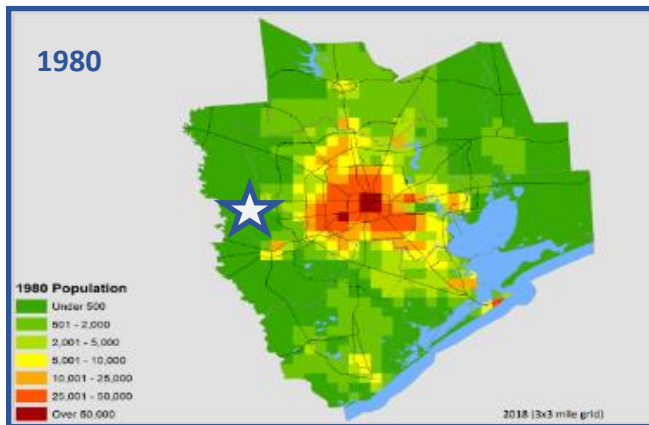 1980
1980 Population
Under 500
501 - 2,000
2,001 - 5,000
5,001 - 10,000
10,001 - 25,000
25,001 - 50,000
Over 50,000
2018 (3x3 mile grid)